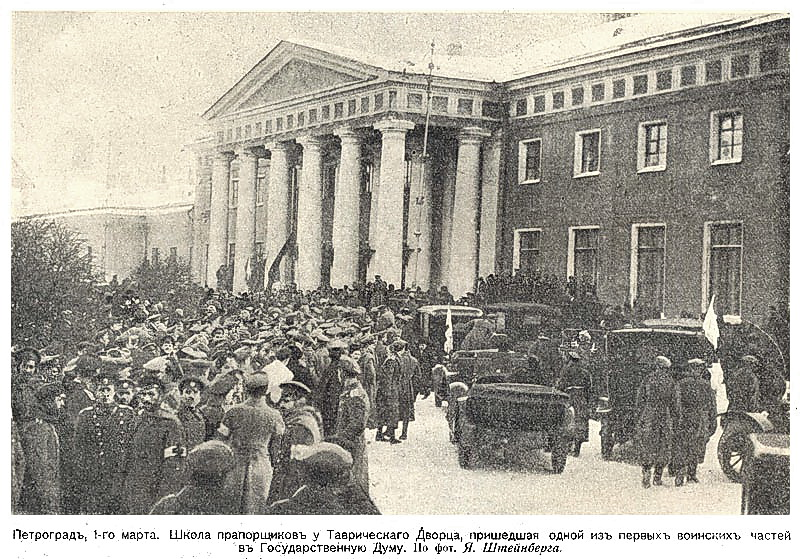 Петроградъ, 1-го марта. Школа прапорщиковъ у Таврическаго Дворца, пришедшая одной изъ первыхъ воинскихъ частей
въ Государственную Думу. По фот. Я. Штейнберга.